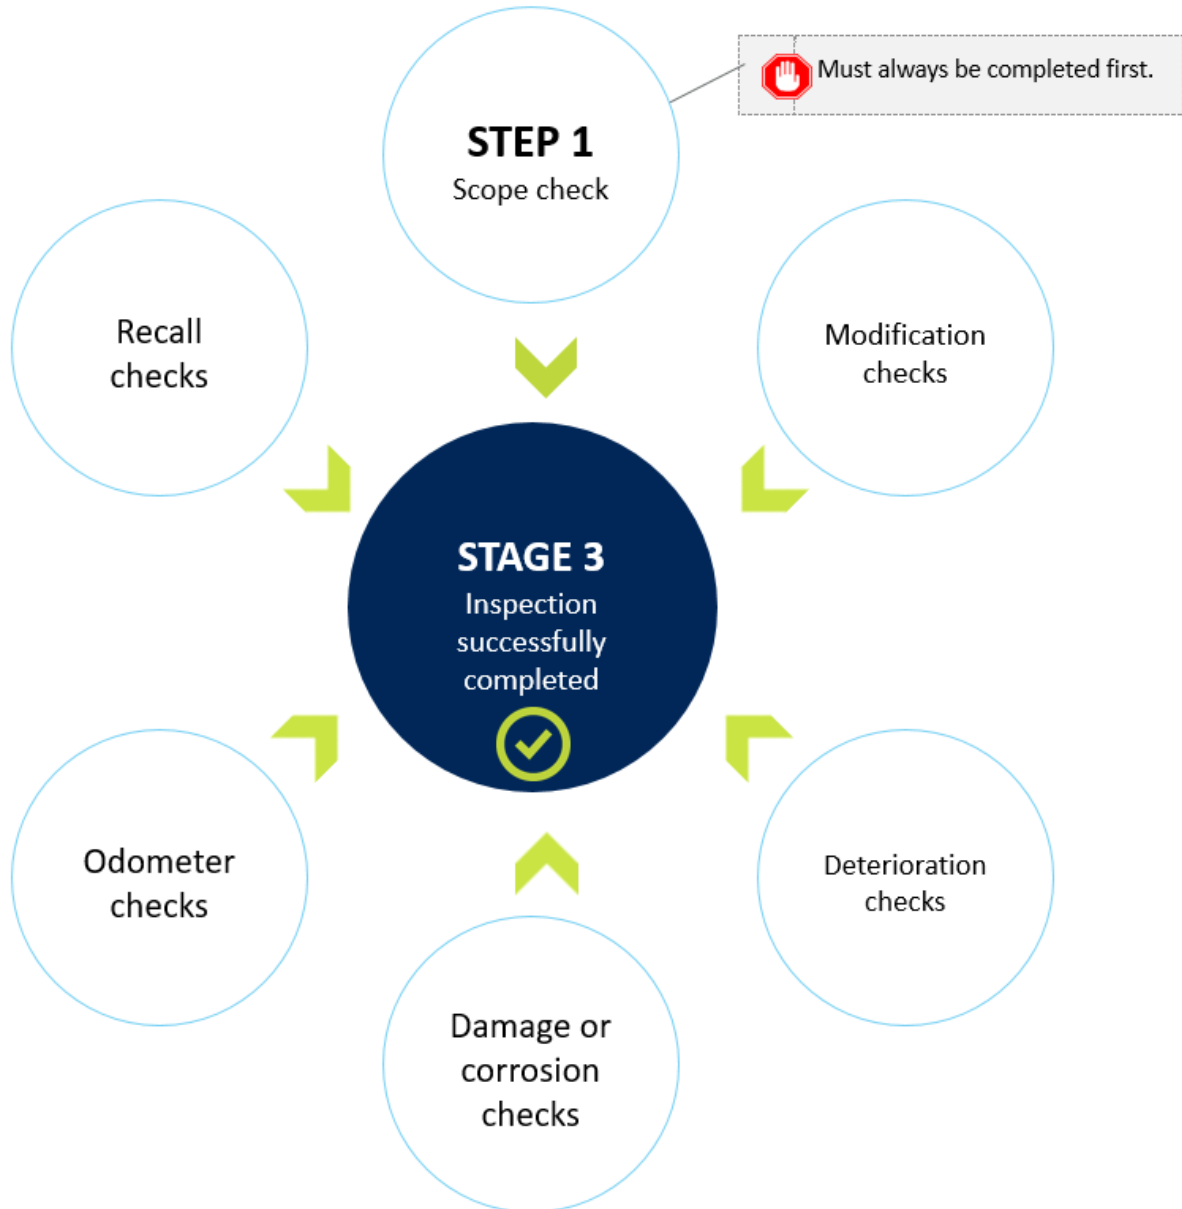 STEP 1
Scope check
Must always be completed first.
Recall
checks
Modification
checks
STAGE 3
Inspection
successfully
completed
Odometer
checks
Deterioration
checks
Damage or
corrosion
checks